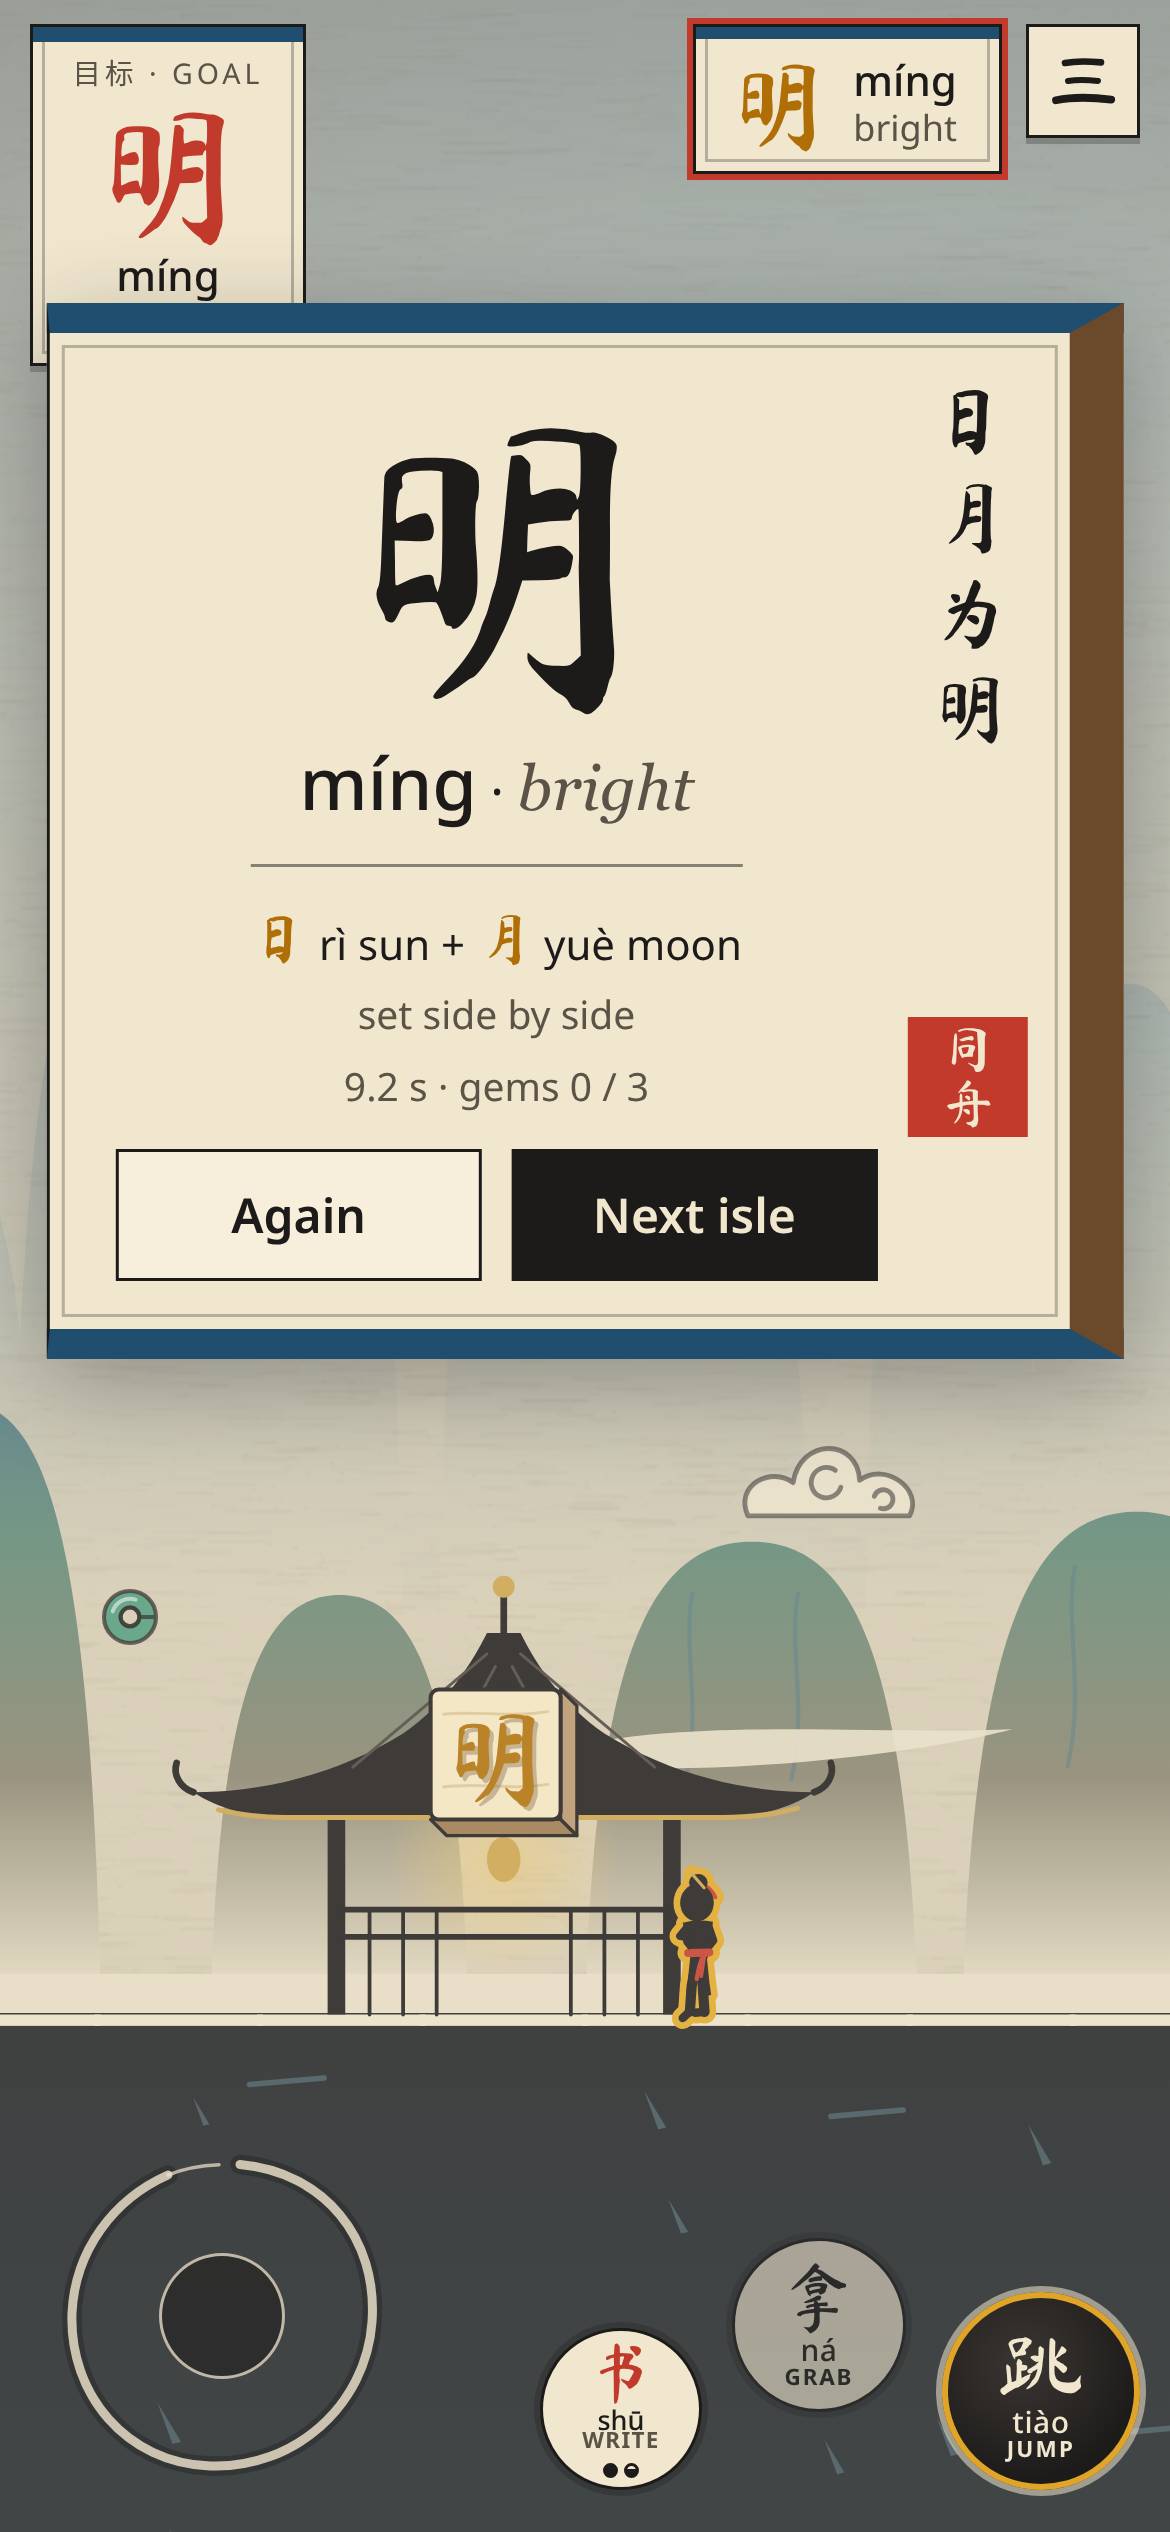 目标 · GOAL
明
míng
明
míng
bright
三
明
míng · bright
日 rì sun + 月 yuè moon
set side by side
9.2 s · gems 0 / 3
日月为明
同舟
Again
Next isle
明
书
shū
WRITE
拿
ná
GRAB
跳
tiào
JUMP